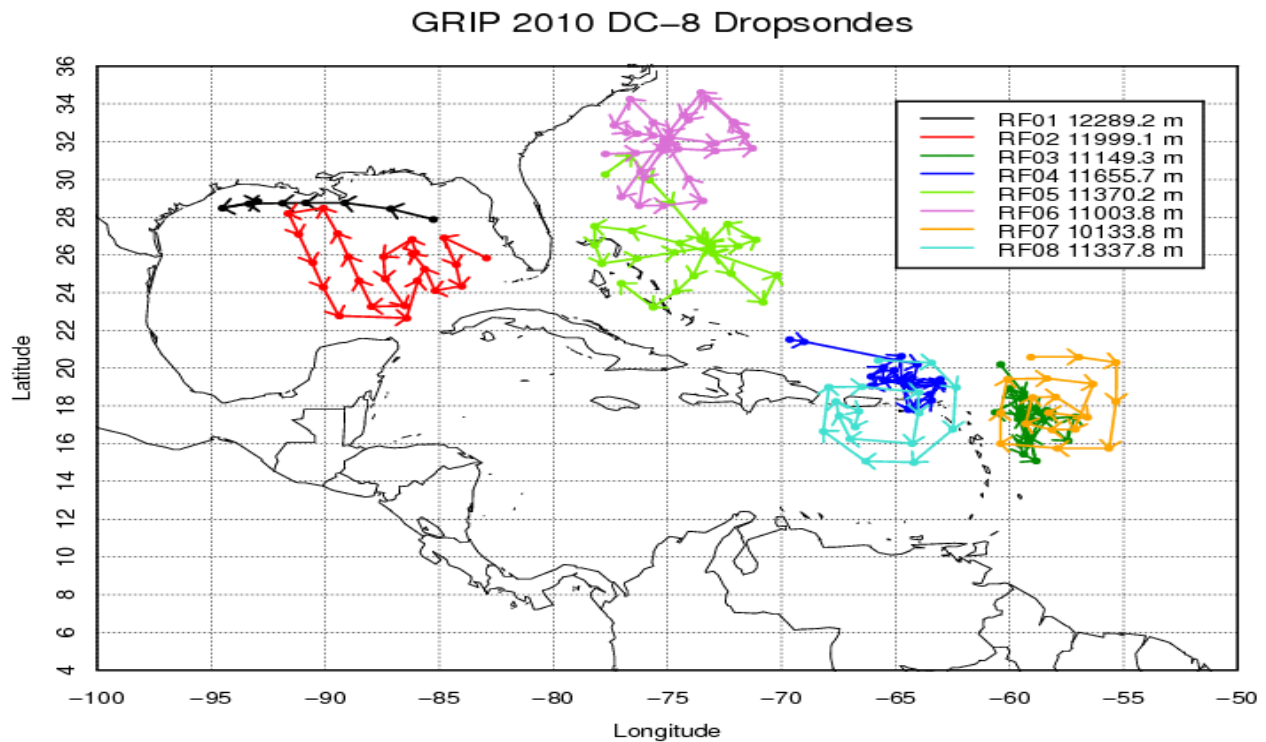 GRIP 2010 DC−8 Dropsondes
36
34
32
30
28
26
24
22
20
18
16
14
12
10
8
6
4
Latitude
RF01 12289.2 m
RF02 11999.1 m
RF03 11149.3 m
RF04 11655.7 m
RF05 11370.2 m
RF06 11003.8 m
RF07 10133.8 m
RF08 11337.8 m
−100 −95 −90 −85 −80 −75 −70 −65 −60 −55 −50
Longitude